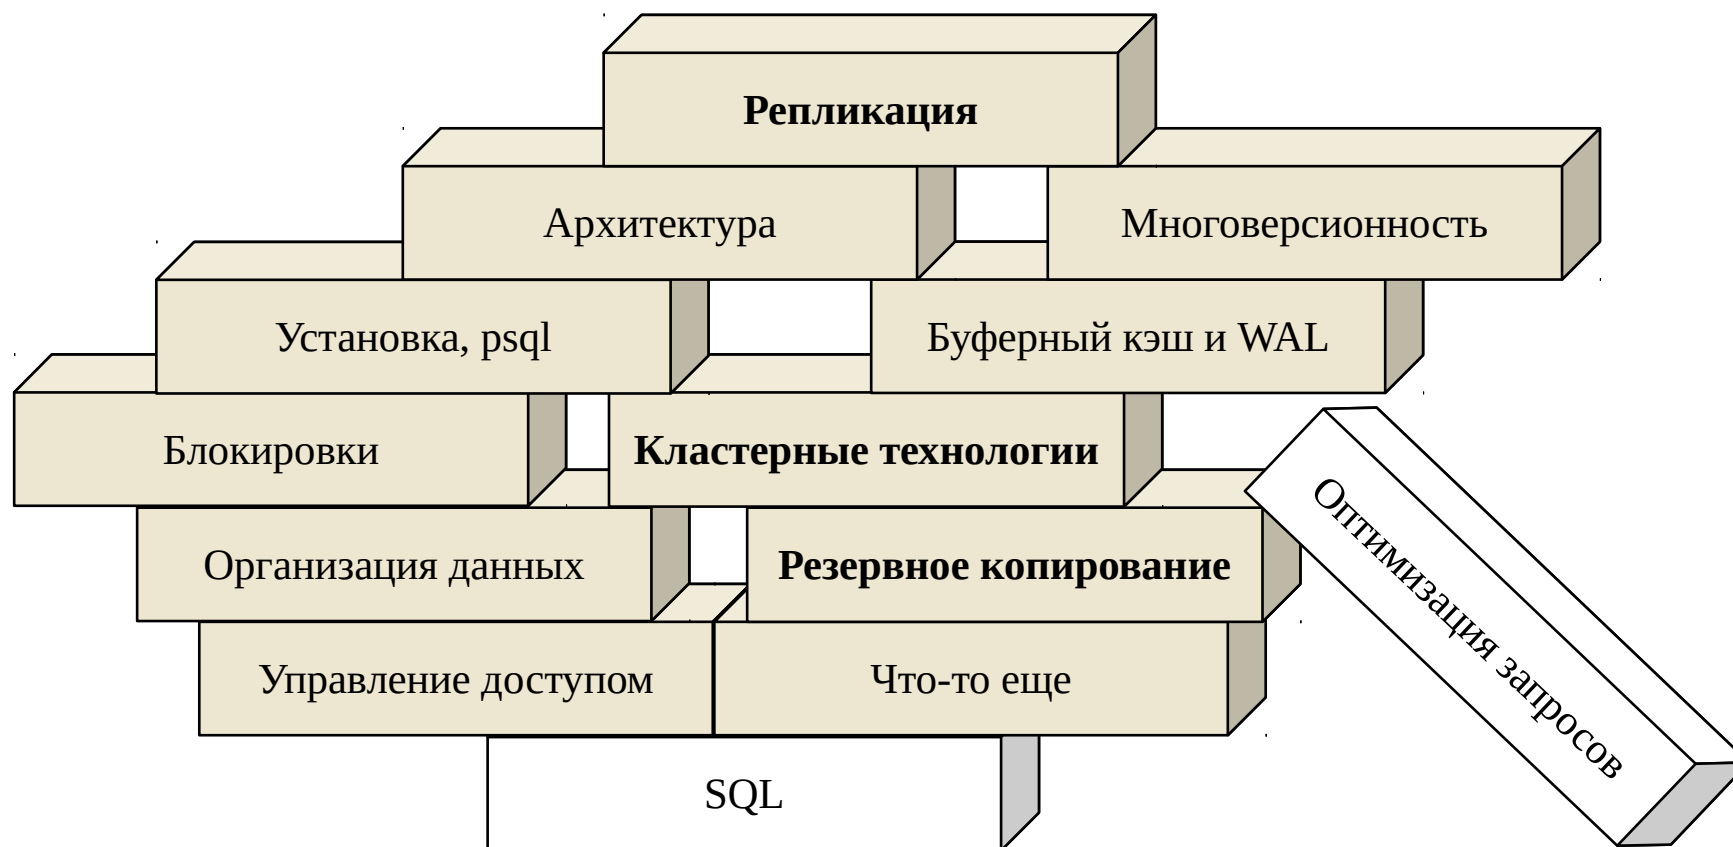 Репликация
Архитектура
Многоверсионность
Установка, psql
Буферный кэш и WAL
Блокировки
Кластерные технологии
Оптимизация запросов
Организация данных
Резервное копирование
Управление доступом
Что-то еще
SQL